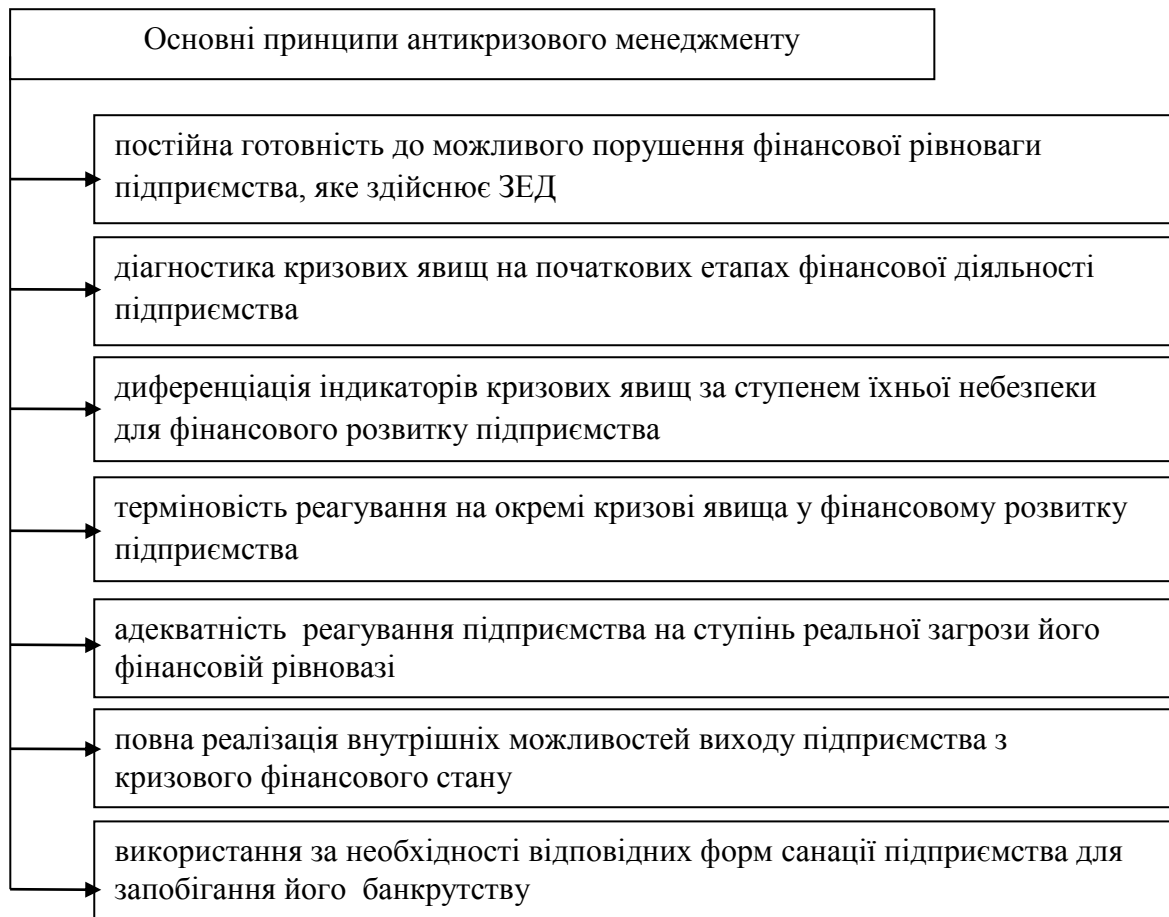 Основні принципи антикризового менеджменту
постійна готовність до можливого порушення фінансової рівноваги
підприємства, яке здійснює ЗЕД
діагностика кризових явищ на початкових етапах фінансової діяльності
підприємства
диференціація індикаторів кризових явищ за ступенем їхньої небезпеки
для фінансового розвитку підприємства
терміновість реагування на окремі кризові явища у фінансовому розвитку
підприємства
адекватність реагування підприємства на ступінь реальної загрози його
фінансовій рівновазі
повна реалізація внутрішніх можливостей виходу підприємства з
кризового фінансового стану
використання за необхідності відповідних форм санації підприємства для
запобігання його банкрутству